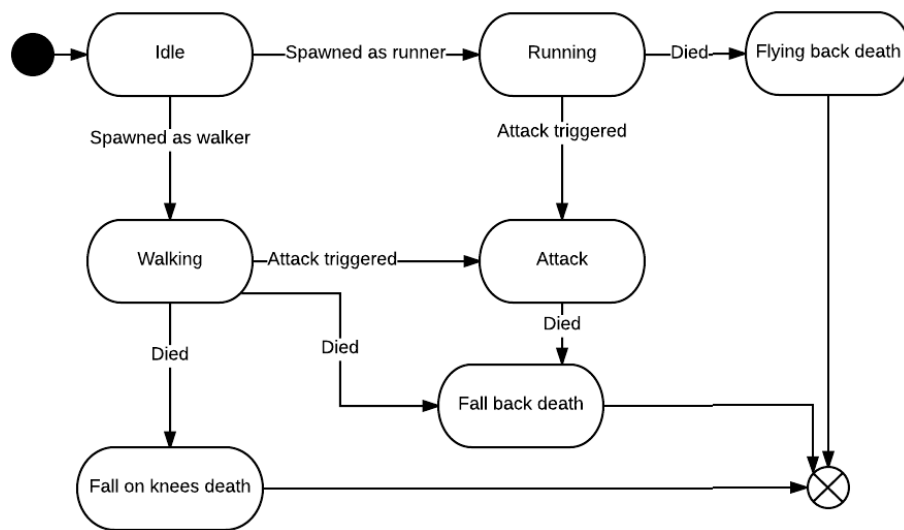 Idle
Spawned as runner
Running
Died
Flying back death
Spawned as walker
Attack triggered
Walking
Attack triggered
Attack
Died
Died
Died
Fall back death
Fall on knees death